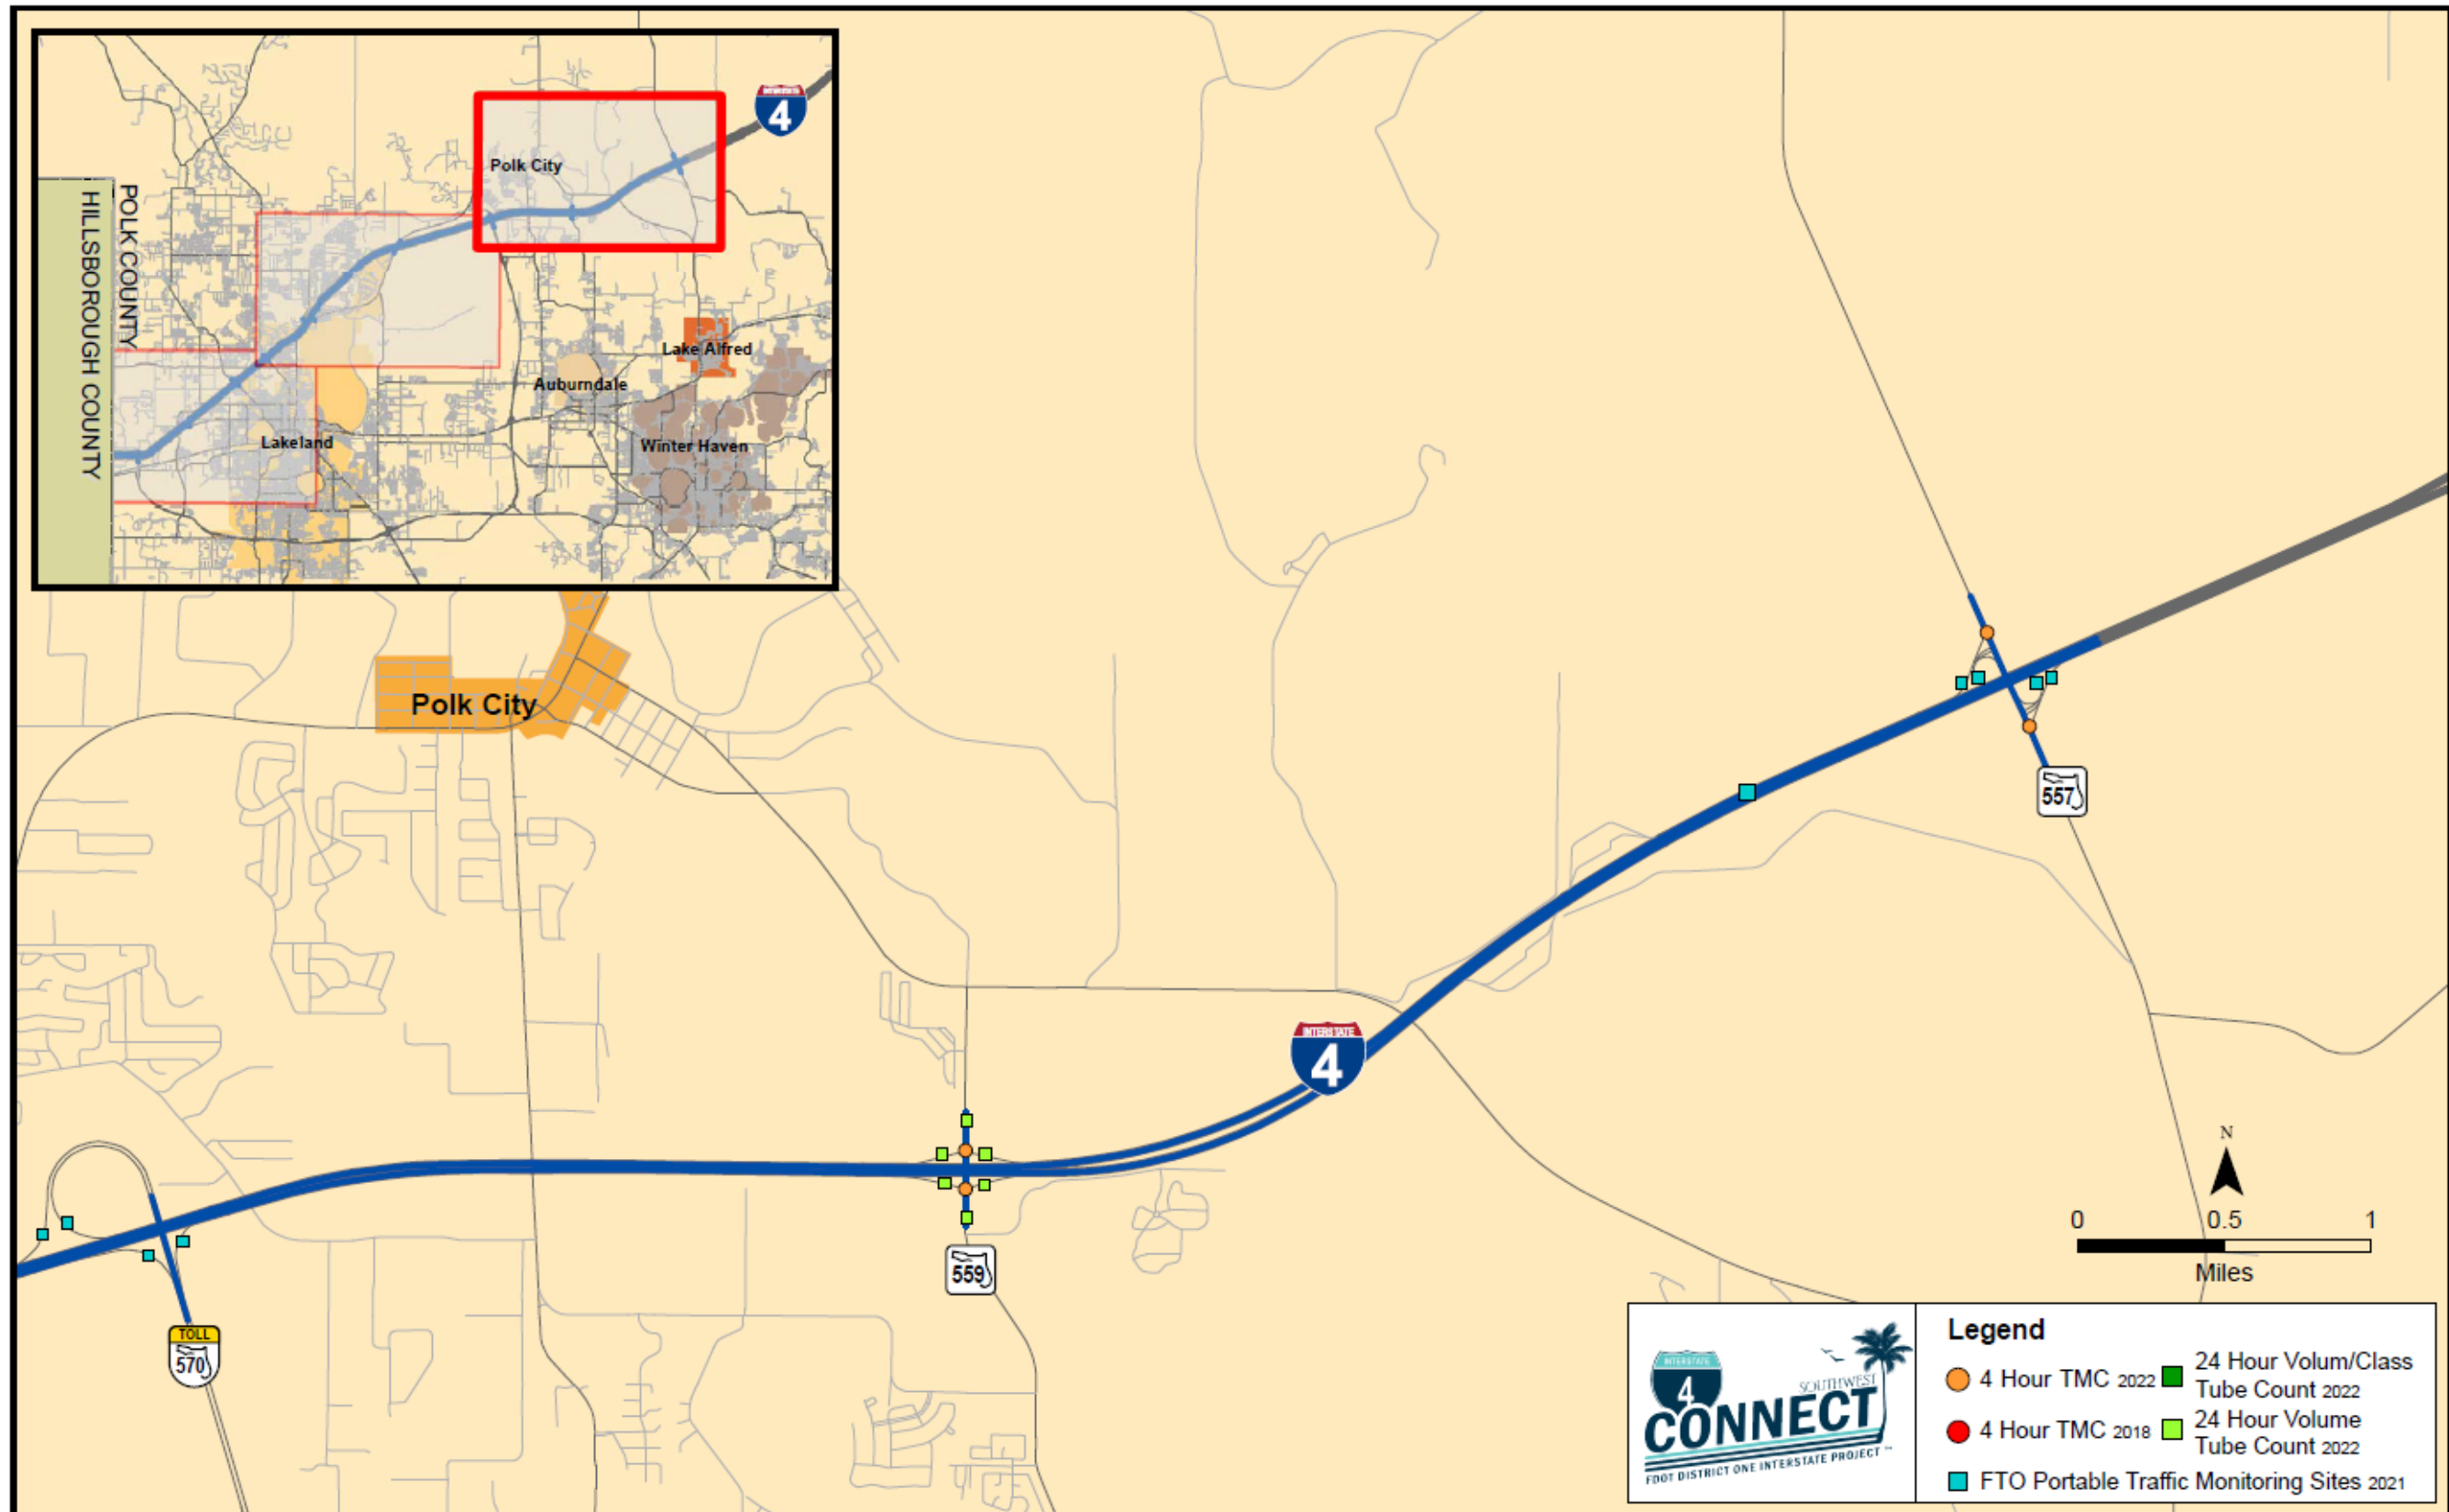 INTERSTATE
4
Polk City
POLK COUNTY
HILLSBOROUGH COUNTY
Lake Alfred
Auburndale
Lakeland
Winter Haven
Polk City
557
INTERSTATE
4
559
TOLL
570
N
0 0.5 1
Miles
INTERSTATE
4
SOUTHWEST
CONNECT
FDOT DISTRICT ONE INTERSTATE PROJECT ™
Legend
4 Hour TMC 2022
24 Hour Volum/Class
Tube Count 2022
4 Hour TMC 2018
24 Hour Volume
Tube Count 2022
FTO Portable Traffic Monitoring Sites 2021